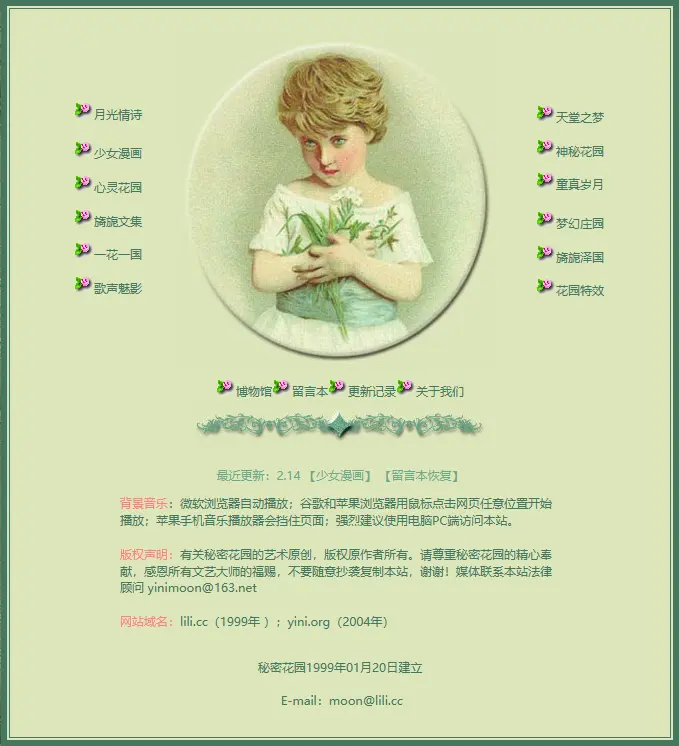 月光情诗
少女漫画
心灵花园
旖旎文集
一花一国
歌声魅影
天堂之梦
神秘花园
童真岁月
梦幻庄园
旖旎泽国
花园特效
博物馆 留言本 更新记录 关于我们
最近更新：2.14 【少女漫画】 【留言本恢复】
背景音乐：微软浏览器自动播放；谷歌和苹果浏览器用鼠标点击网页任意位置开始
播放；苹果手机音乐播放器会挡住页面；强烈建议使用电脑PC端访问本站。
版权声明：有关秘密花园的艺术原创，版权原作者所有。请尊重秘密花园的精心奉
献，感恩所有文艺大师的福赐，不要随意抄袭复制本站，谢谢！媒体联系本站法律
顾问 yinimoon@163.net
网站域名：lili.cc（1999年 ）；yini.org（2004年）
秘密花园1999年01月20日建立
E-mail：moon@lili.cc